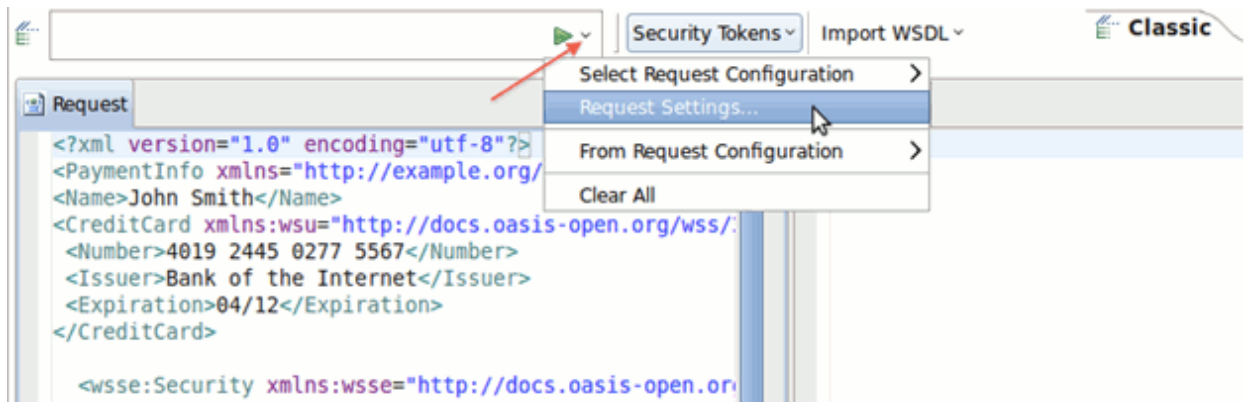 Security Tokens
Import WSDL
Classic
Select Request Configuration
Request Settings...
From Request Configuration
Clear All
Request
<?xml version="1.0" encoding="utf-8"?>
<PaymentInfo xmlns="http://example.org/
<Name>John Smith</Name>
<CreditCard xmlns:wsu="http://docs.oasis-open.org/wss/
<Number>4019 2445 0277 5567</Number>
<Issuer>Bank of the Internet</Issuer>
<Expiration>04/12</Expiration>
</CreditCard>
<wsse:Security xmlns:wsse="http://docs.oasis-open.or